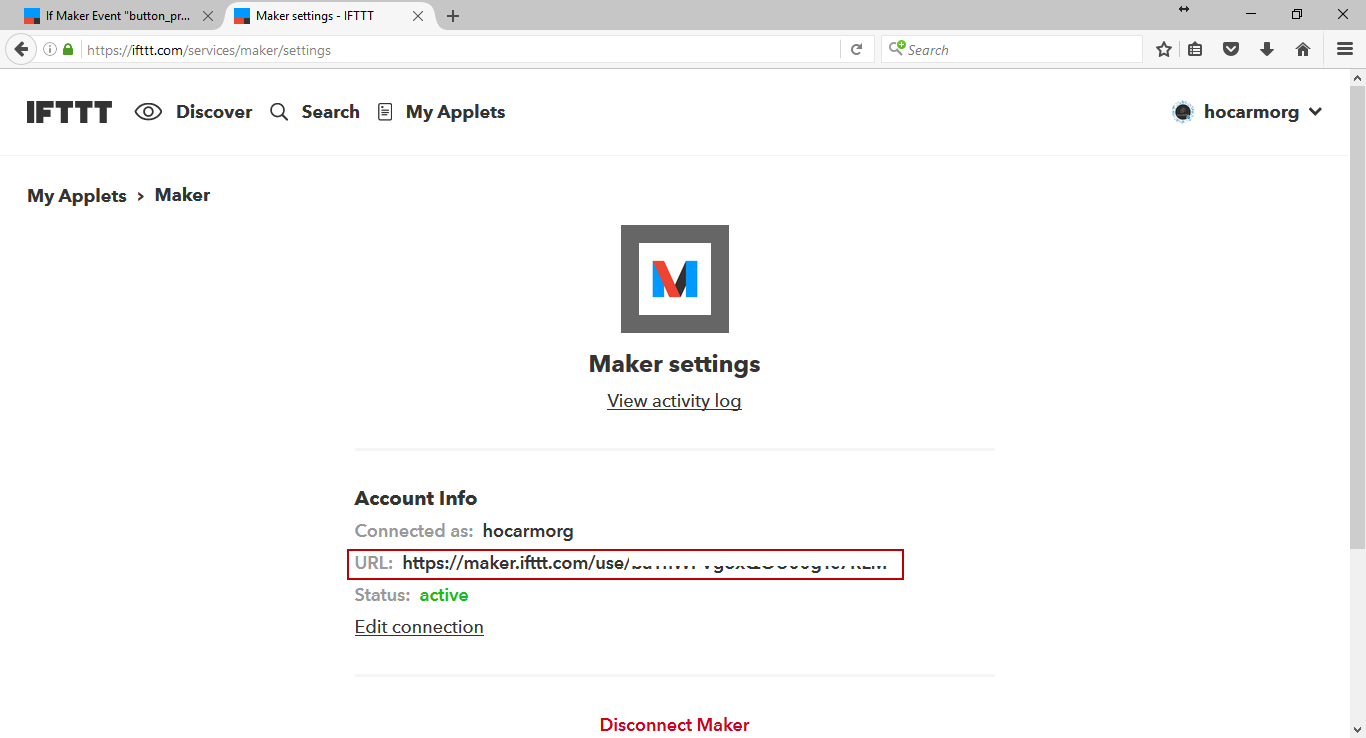 If Maker Event "button_pr...
Maker settings - IFTTT
https://ifttt.com/services/maker/settings
Search
IFTTT
Discover
Search
My Applets
hocarmorg
My Applets › Maker
M
Maker settings
View activity log
Account Info
Connected as: hocarmorg
URL: https://maker.ifttt.com/use/
Status: active
Edit connection
Disconnect Maker